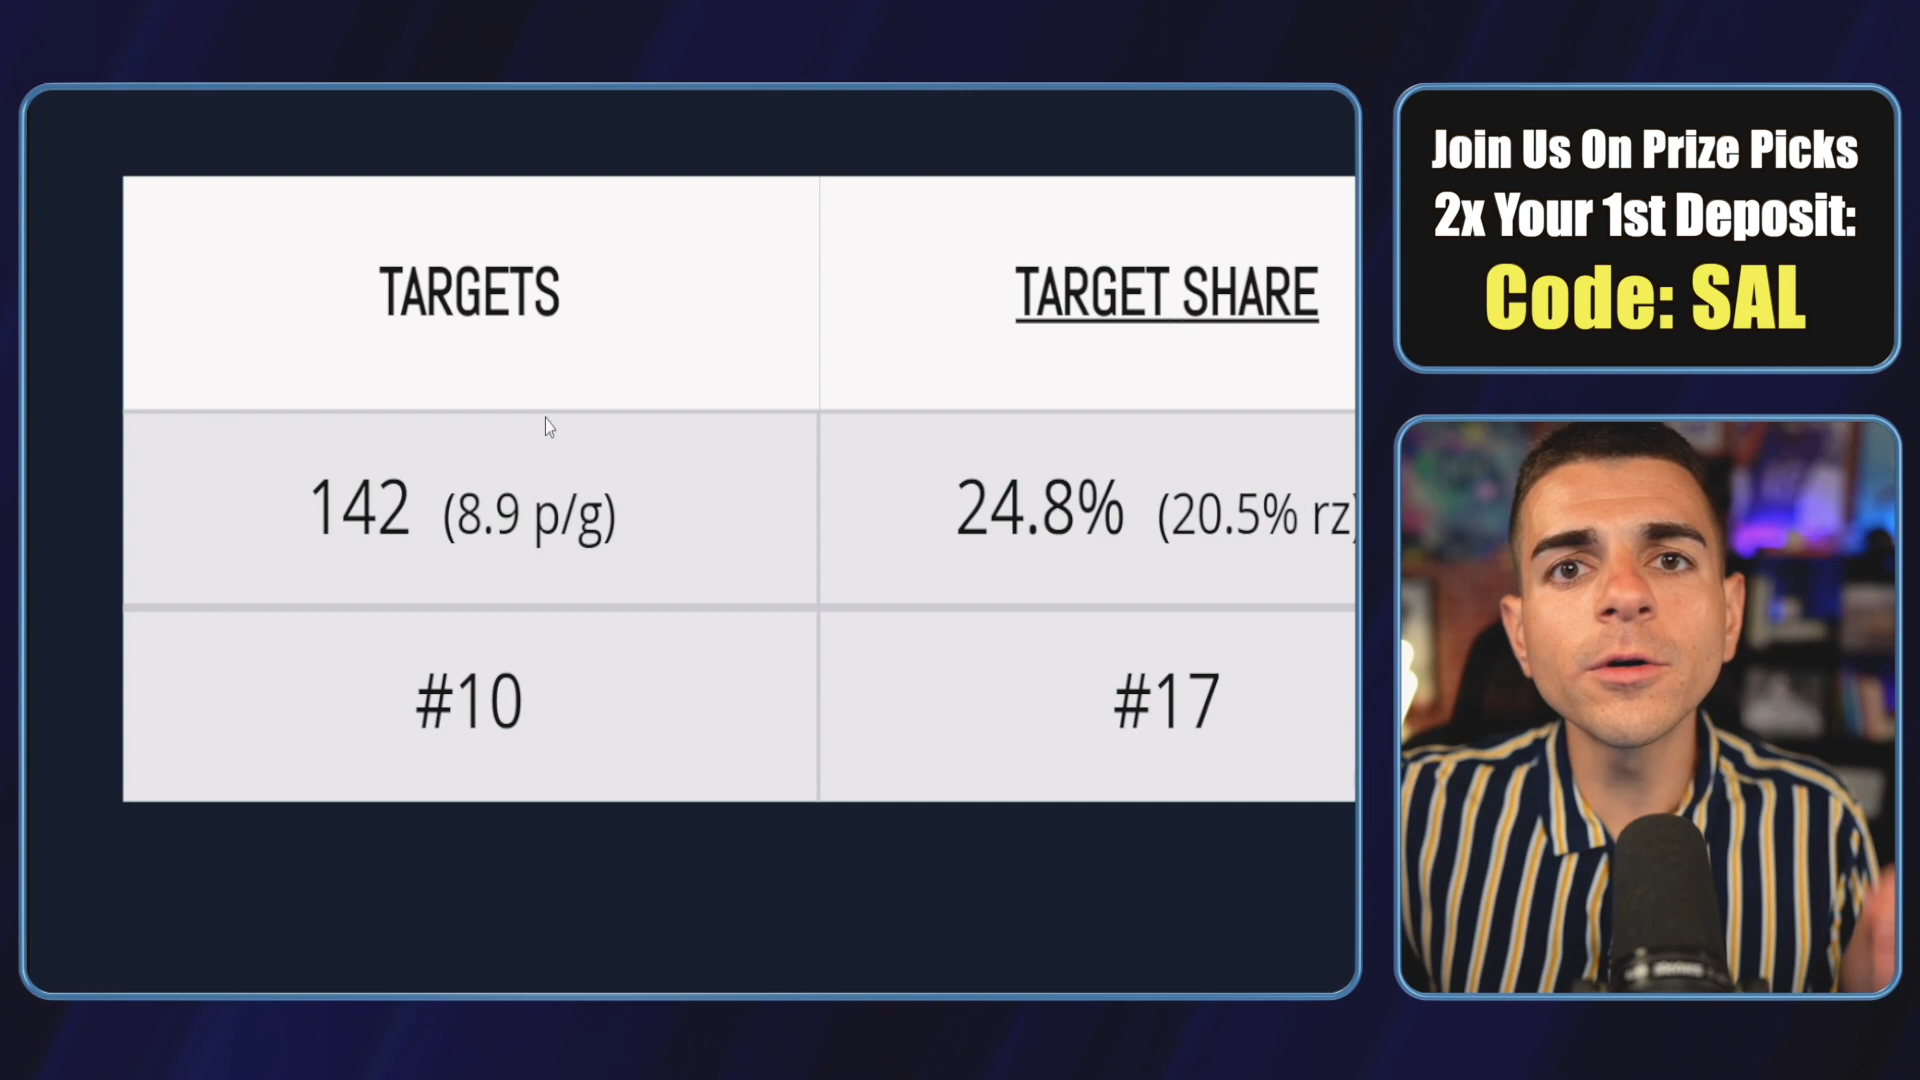 TARGETS
TARGET SHARE
142 (8.9 p/g)
24.8% (20.5% rz)
#10
#17
Join Us On Prize Picks
2x Your 1st Deposit:
Code: SAL